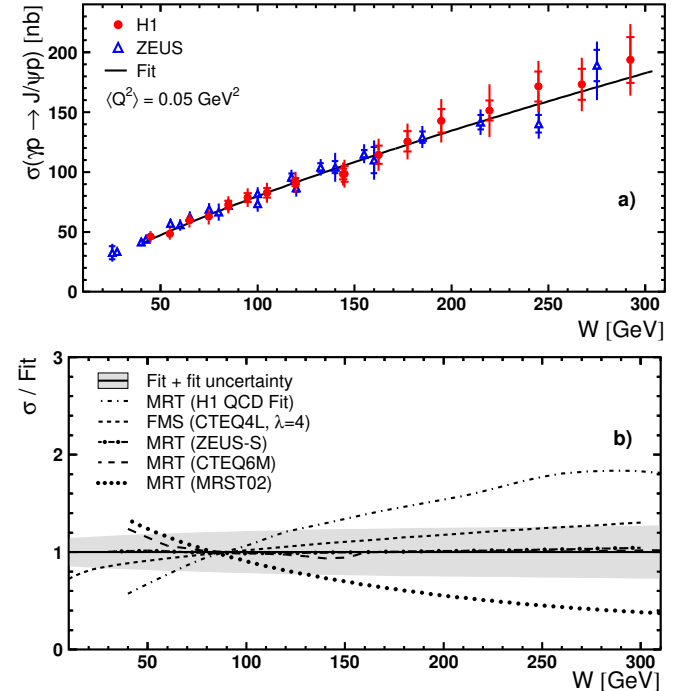 σ(γp → J/ψp) [nb]
200
150
100
50
0
H1
ZEUS
Fit
⟨Q²⟩ = 0.05 GeV²
a)
50 100 150 200 250 300
W [GeV]
σ / Fit
3
2
1
0
Fit + fit uncertainty
MRT (H1 QCD Fit)
FMS (CTEQ4L, λ=4)
MRT (ZEUS-S)
MRT (CTEQ6M)
MRT (MRST02)
b)
50 100 150 200 250 300
W [GeV]